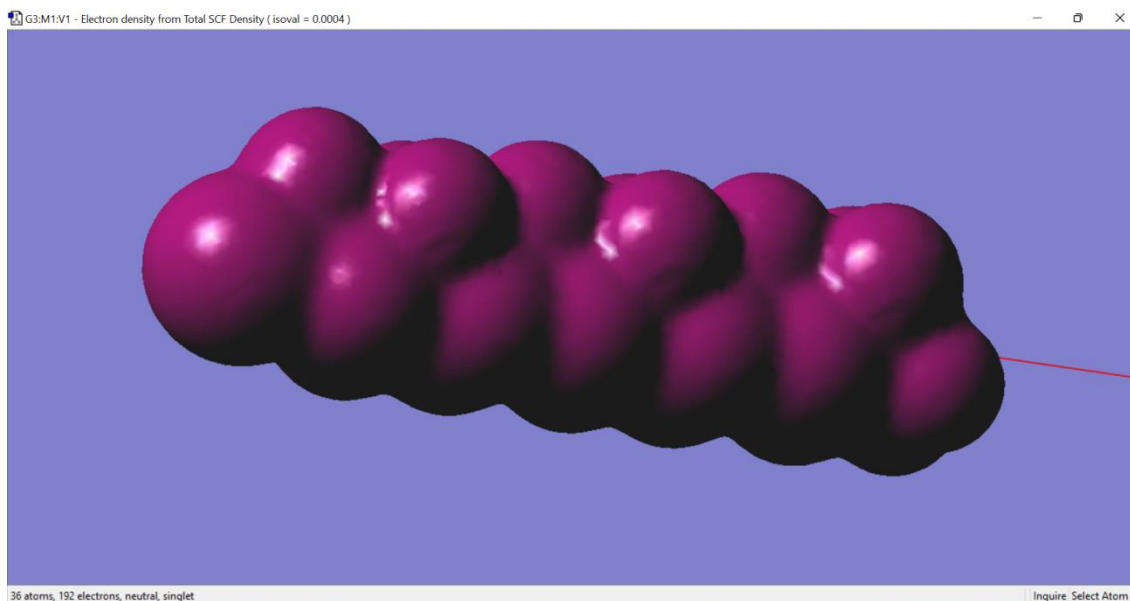 G3:M1:V1 - Electron density from Total SCF Density ( isoval = 0.0004 )
36 atoms, 192 electrons, neutral, singlet
Inquire Select Atom